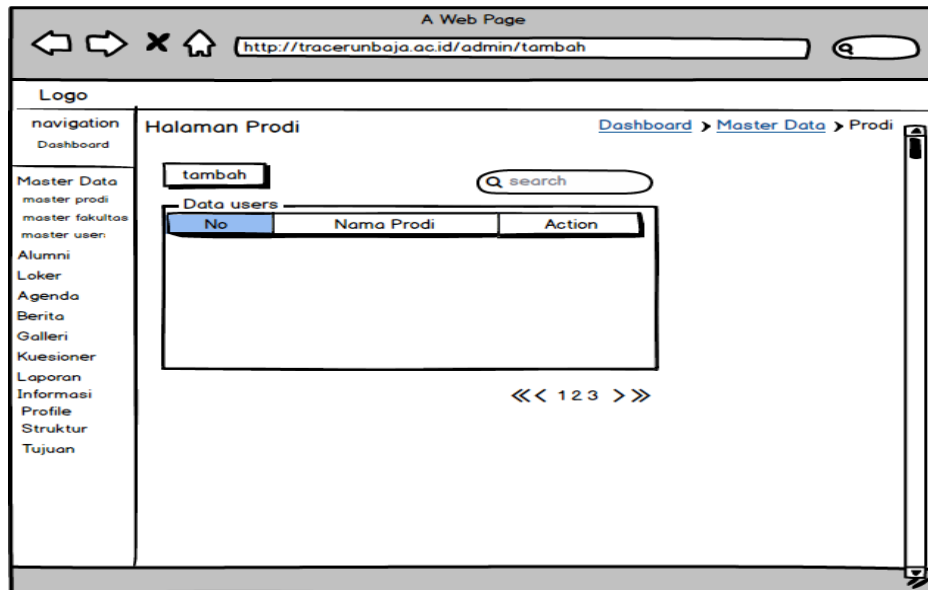 A Web Page
http://tracerunbaja.ac.id/admin/tambah
Logo
navigation
Dashboard
Master Data
master prodi
master fakultas
master user
Alumni
Loker
Agenda
Berita
Galleri
Kuesioner
Laporan
Informasi
Profile
Struktur
Tujuan
Halaman Prodi
Dashboard > Master Data > Prodi
tambah
search
Data users
No Nama Prodi Action
≪ < 1 2 3 > ≫